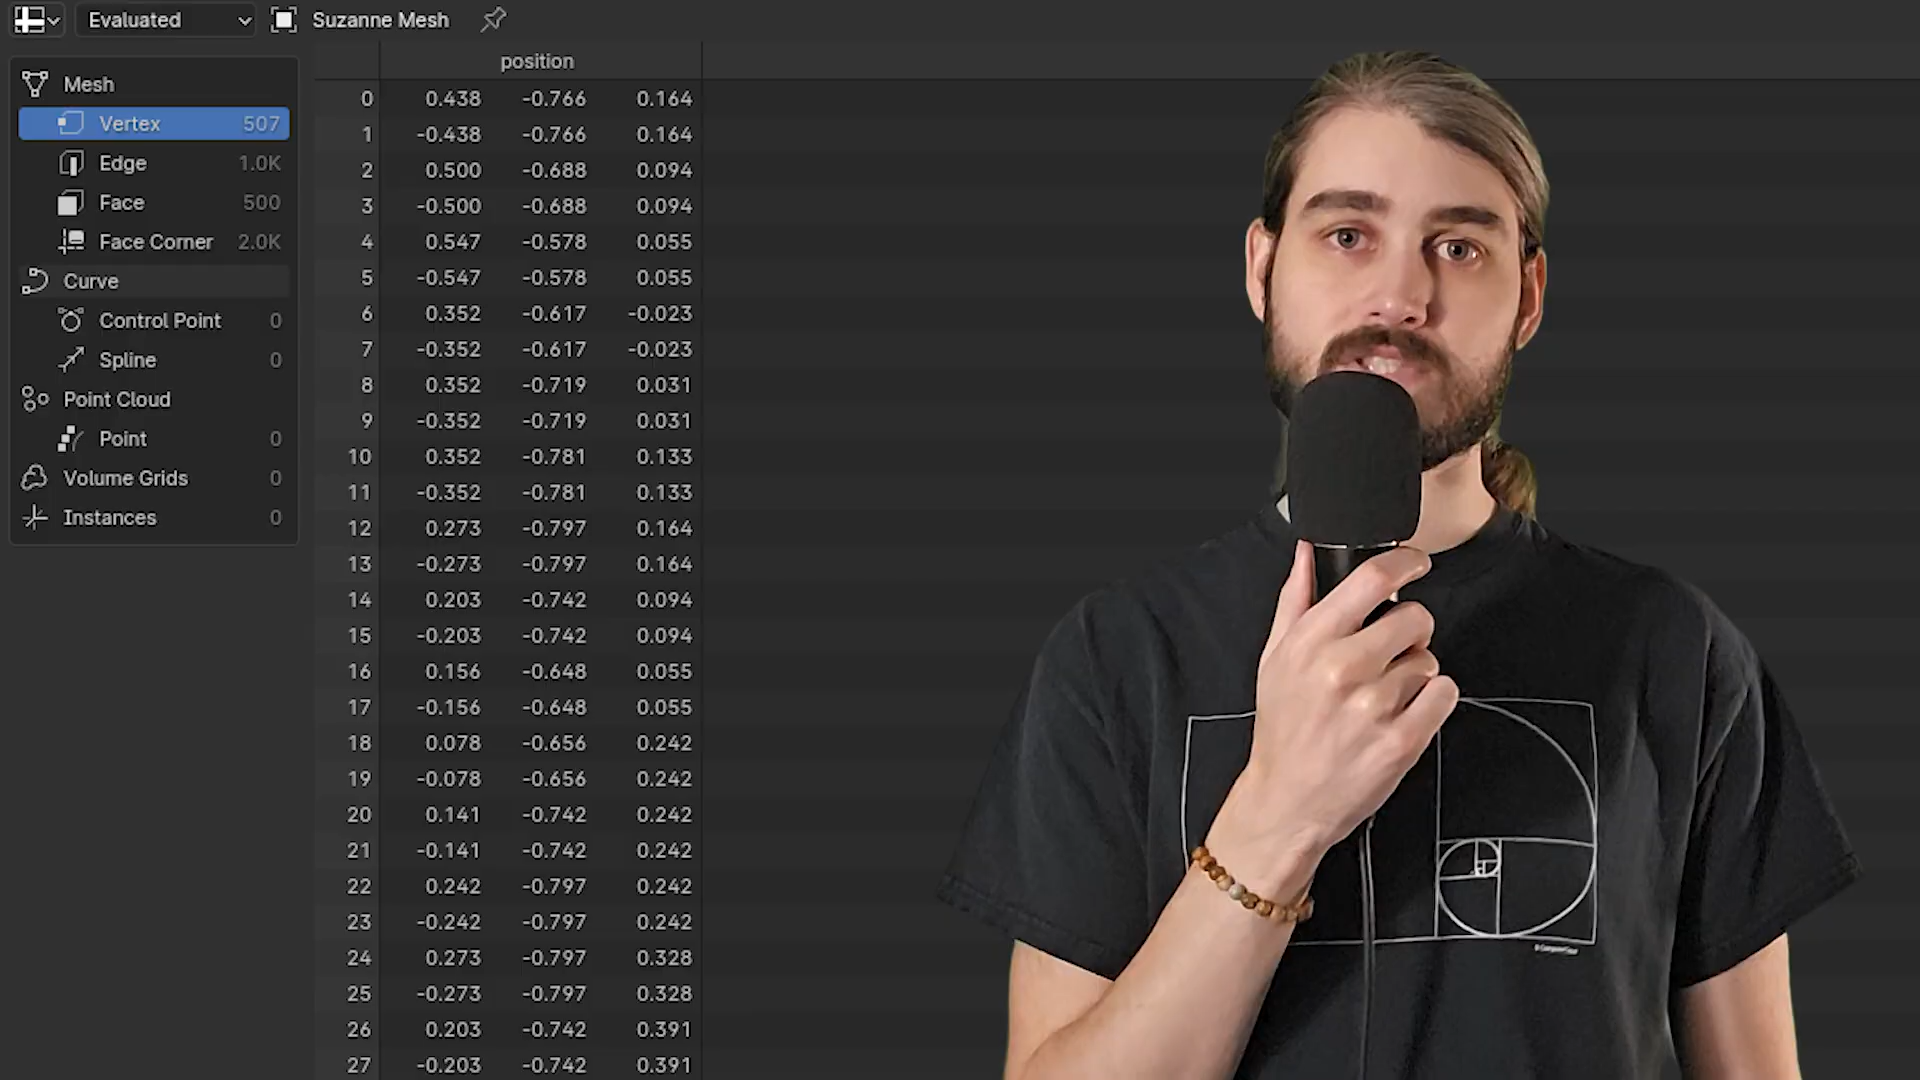 Evaluated Suzanne Mesh
position
Mesh
Vertex 507
Edge 1.0K
Face 500
Face Corner 2.0K
Curve
Control Point 0
Spline 0
Point Cloud
Point 0
Volume Grids 0
Instances 0
0 0.438 -0.766 0.164
1 -0.438 -0.766 0.164
2 0.500 -0.688 0.094
3 -0.500 -0.688 0.094
4 0.547 -0.578 0.055
5 -0.547 -0.578 0.055
6 0.352 -0.617 -0.023
7 -0.352 -0.617 -0.023
8 0.352 -0.719 0.031
9 -0.352 -0.719 0.031
10 0.352 -0.781 0.133
11 -0.352 -0.781 0.133
12 0.273 -0.797 0.164
13 -0.273 -0.797 0.164
14 0.203 -0.742 0.094
15 -0.203 -0.742 0.094
16 0.156 -0.648 0.055
17 -0.156 -0.648 0.055
18 0.078 -0.656 0.242
19 -0.078 -0.656 0.242
20 0.141 -0.742 0.242
21 -0.141 -0.742 0.242
22 0.242 -0.797 0.242
23 -0.242 -0.797 0.242
24 0.273 -0.797 0.328
25 -0.273 -0.797 0.328
26 0.203 -0.742 0.391
27 -0.203 -0.742 0.391